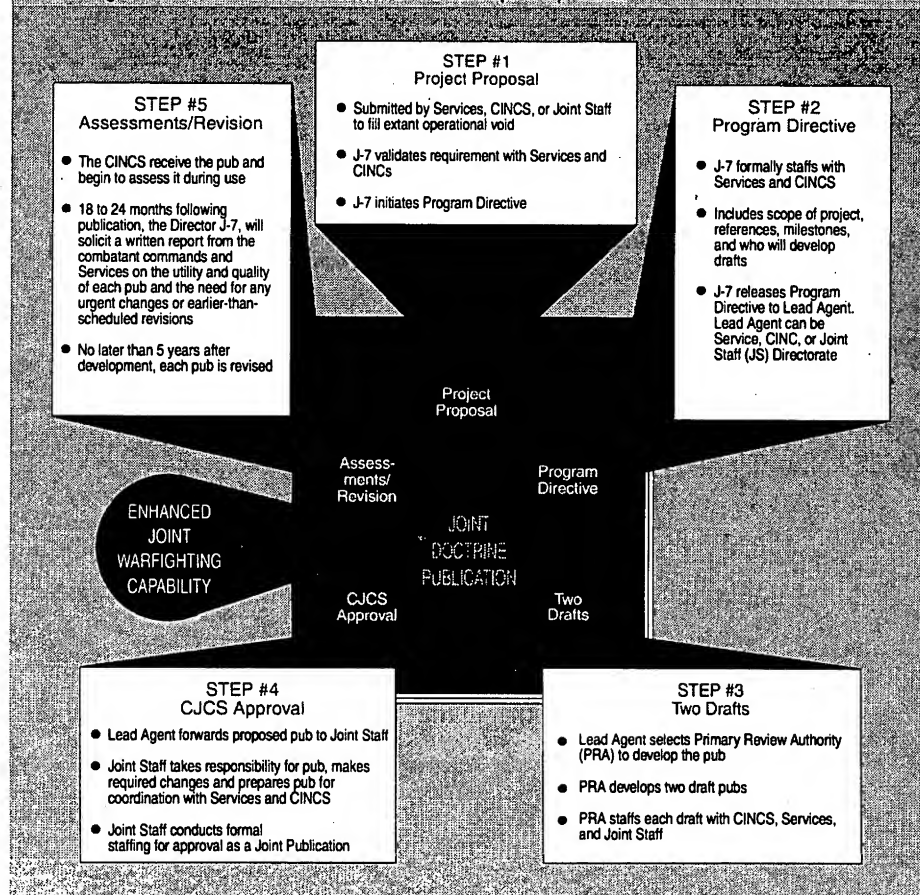 STEP #1
Project Proposal
● Submitted by Services, CINCS, or Joint Staff
to fill extant operational void
● J-7 validates requirement with Services and
CINCs
● J-7 initiates Program Directive
STEP #2
Program Directive
● J-7 formally staffs with
Services and CINCS
● Includes scope of project,
references, milestones,
and who will develop
drafts
● J-7 releases Program
Directive to Lead Agent.
Lead Agent can be
Service, CINC, or Joint
Staff (JS) Directorate
STEP #3
Two Drafts
● Lead Agent selects Primary Review Authority
(PRA) to develop the pub
● PRA develops two draft pubs
● PRA staffs each draft with CINCS, Services,
and Joint Staff
STEP #4
CJCS Approval
● Lead Agent forwards proposed pub to Joint Staff
● Joint Staff takes responsibility for pub, makes
required changes and prepares pub for
coordination with Services and CINCS
● Joint Staff conducts formal
staffing for approval as a Joint Publication
STEP #5
Assessments/Revision
● The CINCS receive the pub and
begin to assess it during use
● 18 to 24 months following
publication, the Director J-7, will
solicit a written report from the
combatant commands and
Services on the utility and quality
of each pub and the need for any
urgent changes or earlier-than-
scheduled revisions
● No later than 5 years after
development, each pub is revised
Project
Proposal
Program
Directive
Two
Drafts
CJCS
Approval
Assess-
ments/
Revision
JOINT
DOCTRINE
PUBLICATION
ENHANCED
JOINT
WARFIGHTING
CAPABILITY